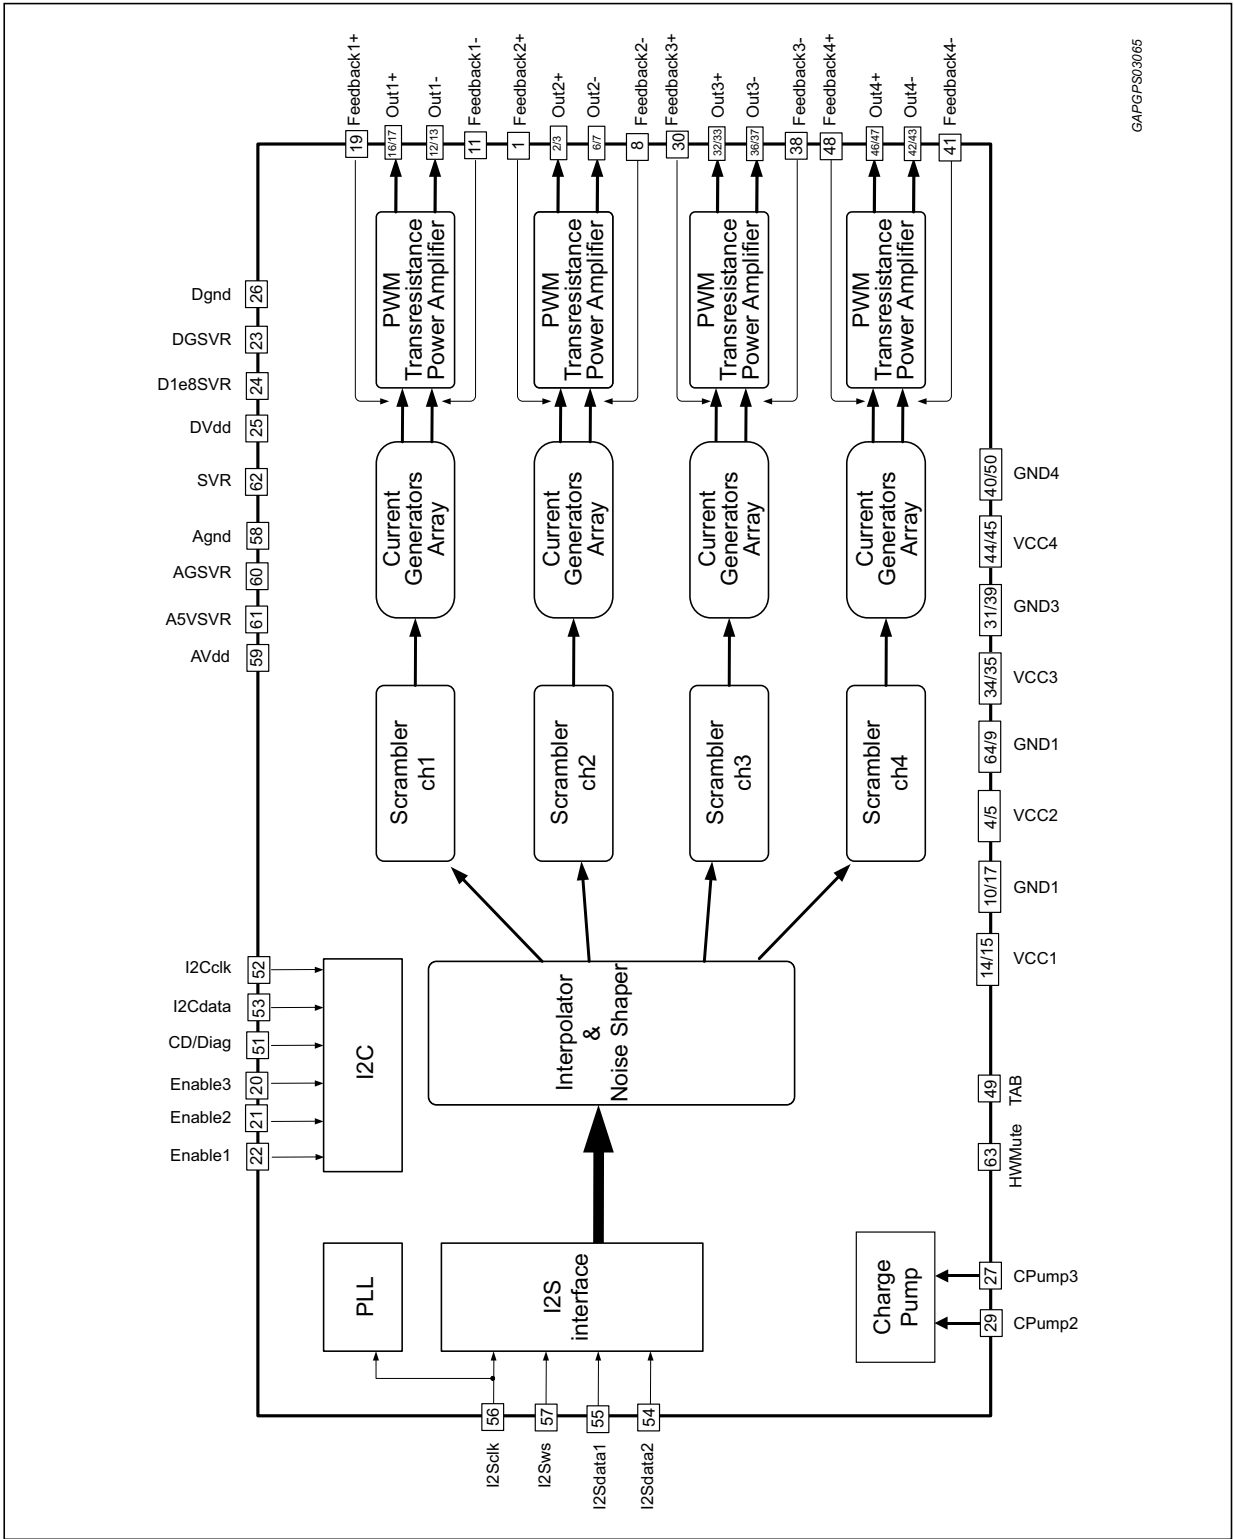 GAPGPS03065
Feedback1+
19
Out1+
16/17
Out1-
12/13
Feedback1-
11
Feedback2+
1
Out2+
2/3
Out2-
6/7
Feedback2-
8
Feedback3+
30
Out3+
32/33
Out3-
36/37
Feedback3-
38
Feedback4+
48
Out4+
46/47
Out4-
42/43
Feedback4-
41
PWM
Transresistance
Power Amplifier
PWM
Transresistance
Power Amplifier
PWM
Transresistance
Power Amplifier
PWM
Transresistance
Power Amplifier
Dgnd
26
DGSVR
23
D1e8SVR
24
DVdd
25
SVR
62
Agnd
58
AGSVR
60
A5VSVR
61
AVdd
59
Current
Generators
Array
Current
Generators
Array
Current
Generators
Array
Current
Generators
Array
40/50
GND4
44/45
VCC4
31/39
GND3
34/35
VCC3
64/9
GND1
4/5
VCC2
10/17
GND1
14/15
VCC1
Scrambler
ch1
Scrambler
ch2
Scrambler
ch3
Scrambler
ch4
I2Cclk
52
I2Cdata
53
CD/Diag
51
Enable3
20
Enable2
21
Enable1
22
I2C
Interpolator
&
Noise Shaper
49
TAB
63
HWMute
PLL
I2S
interface
Charge
Pump
27
CPump3
29
CPump2
56
I2Sclk
57
I2Sws
55
I2Sdata1
54
I2Sdata2